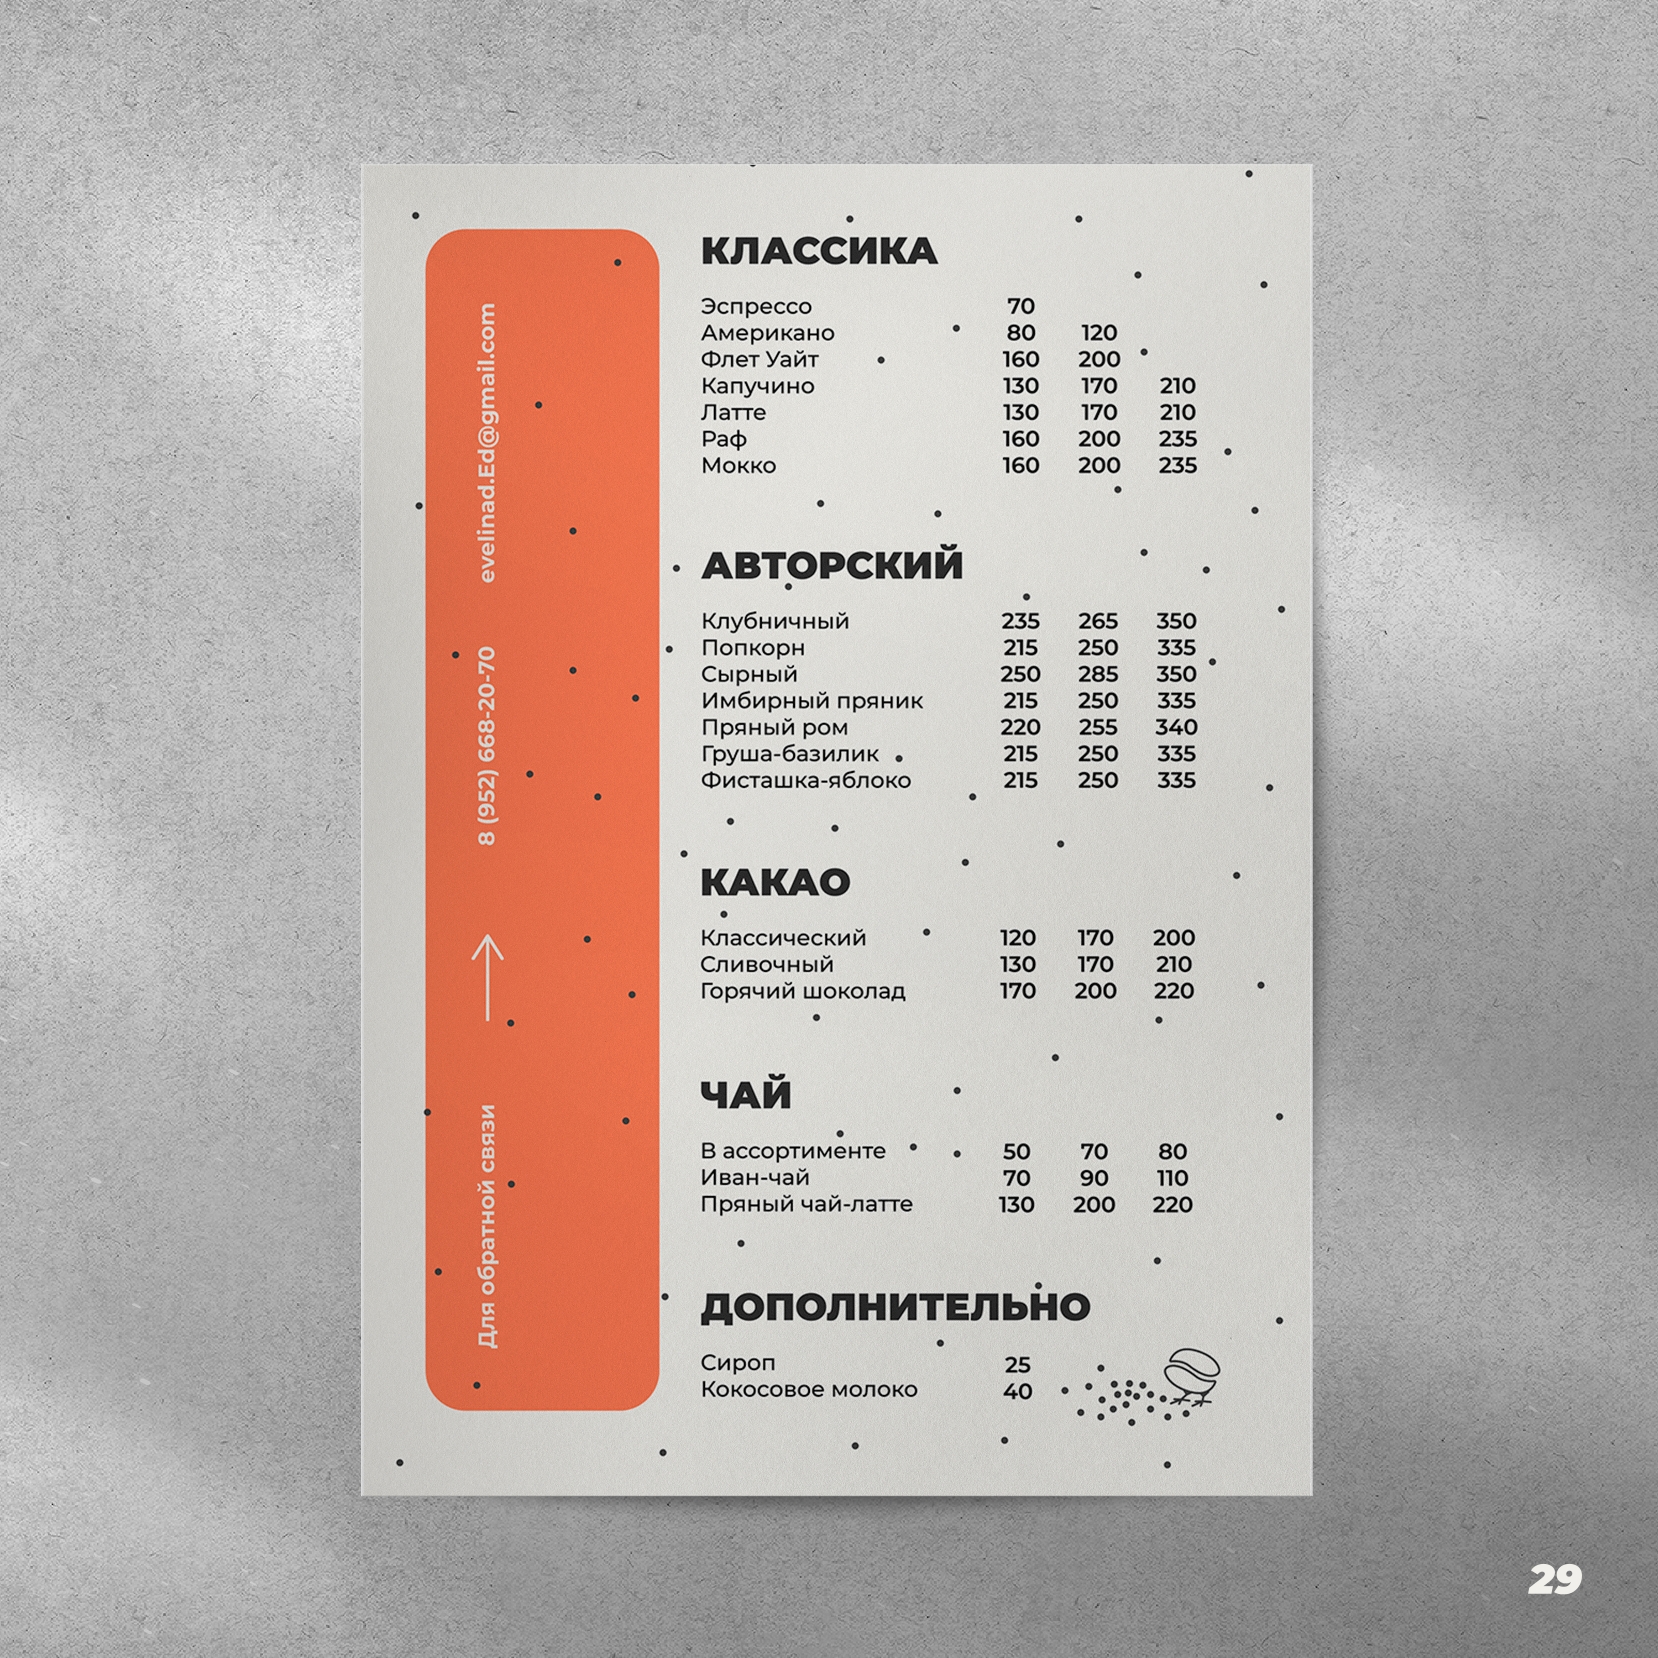 Для обратной связи → 8 (952) 668-20-70 evelinad.Ed@gmail.com
КЛАССИКА
Эспрессо 70
Американо 80 120
Флет Уайт 160 200
Капучино 130 170 210
Латте 130 170 210
Раф 160 200 235
Мокко 160 200 235
АВТОРСКИЙ
Клубничный 235 265 350
Попкорн 215 250 335
Сырный 250 285 350
Имбирный пряник 215 250 335
Пряный ром 220 255 340
Груша-базилик 215 250 335
Фисташка-яблоко 215 250 335
КАКАО
Классический 120 170 200
Сливочный 130 170 210
Горячий шоколад 170 200 220
ЧАЙ
В ассортименте 50 70 80
Иван-чай 70 90 110
Пряный чай-латте 130 200 220
ДОПОЛНИТЕЛЬНО
Сироп 25
Кокосовое молоко 40
29